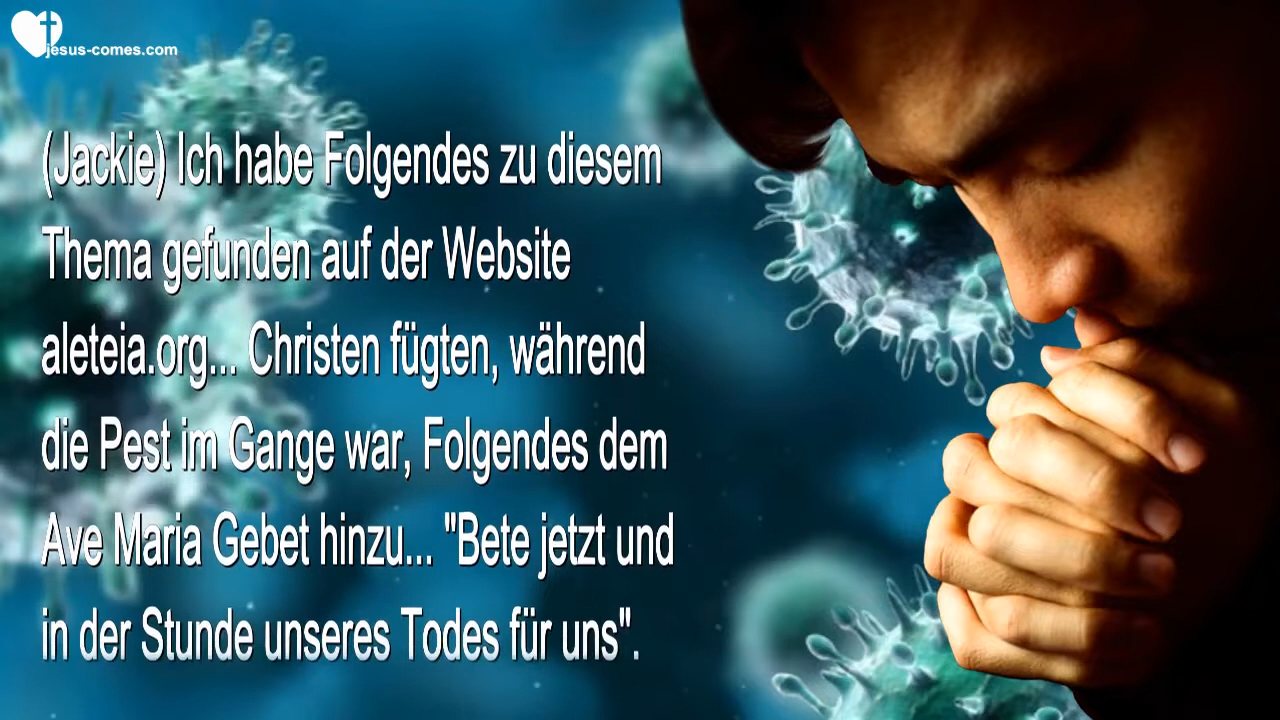 jesus-comes.com
(Jackie) Ich habe Folgendes zu diesem
Thema gefunden auf der Website
aleteia.org... Christen fügten, während
die Pest im Gange war, Folgendes dem
Ave Maria Gebet hinzu... "Bete jetzt und
in der Stunde unseres Todes für uns".